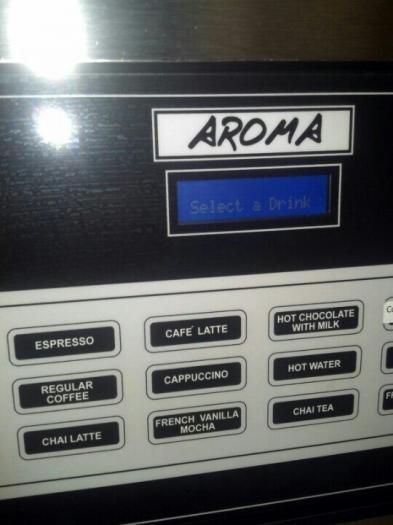 AROMA
Select a Drink
ESPRESSO
CAFÉ LATTE
HOT CHOCOLATE
WITH MILK
REGULAR
COFFEE
CAPPUCCINO
HOT WATER
CHAI LATTE
FRENCH VANILLA
MOCHA
CHAI TEA